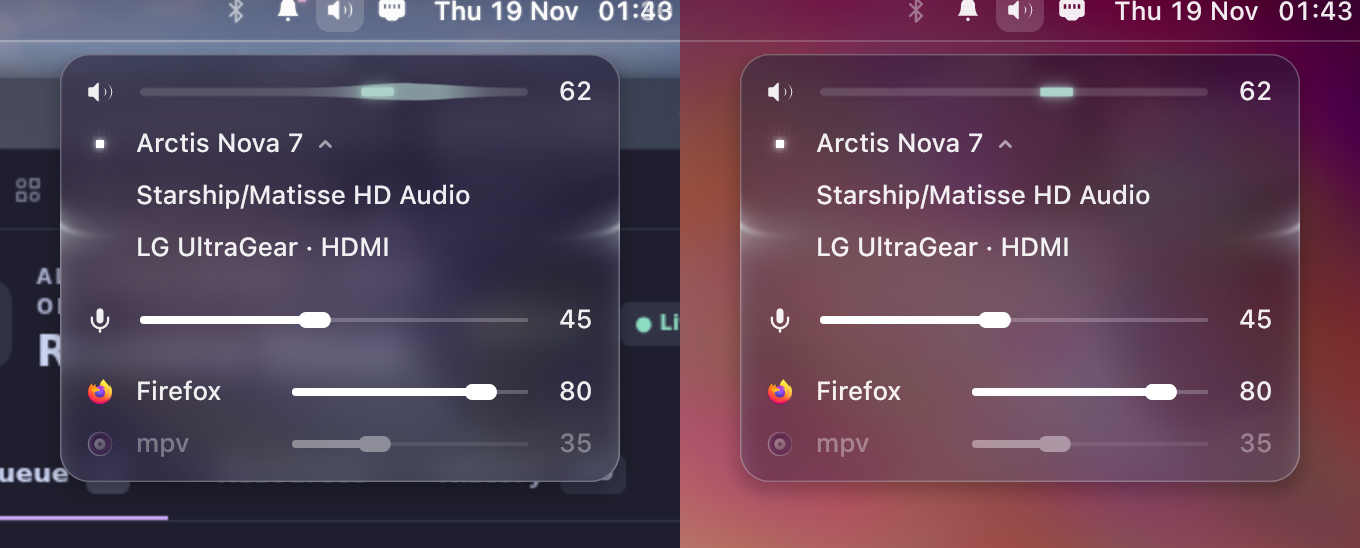 Thu 19 Nov 01:43
62
Arctis Nova 7
Starship/Matisse HD Audio
LG UltraGear · HDMI
45
Firefox 80
mpv 35
ueue
Thu 19 Nov 01:43
62
Arctis Nova 7
Starship/Matisse HD Audio
LG UltraGear · HDMI
45
Firefox 80
mpv 35